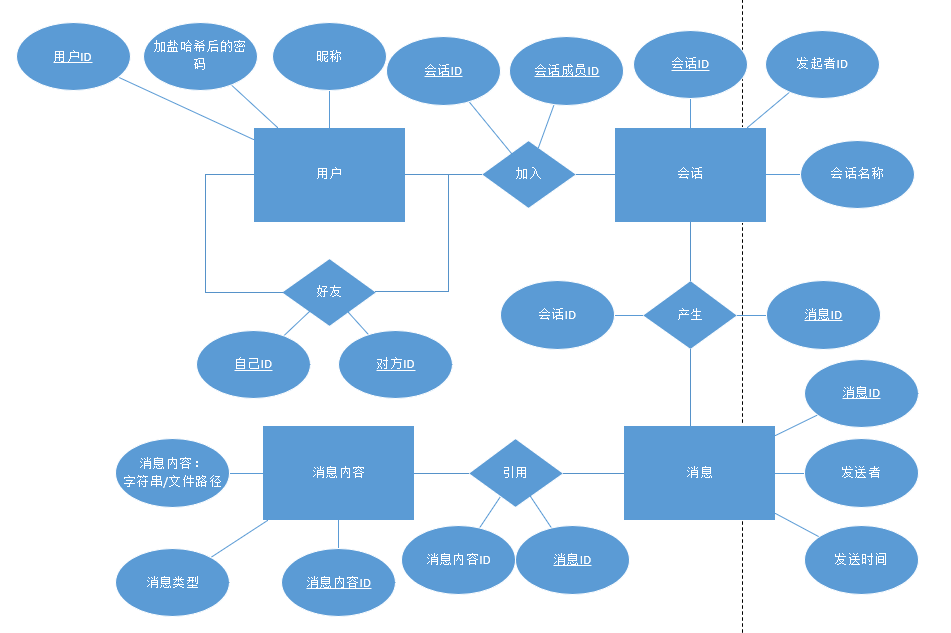 用户ID
加盐哈希后的密
码
昵称
会话ID
会话成员ID
会话ID
发起者ID
用户
加入
会话
会话名称
好友
会话ID
产生
消息ID
自己ID
对方ID
消息ID
消息内容：
字符串/文件路径
消息内容
引用
消息
发送者
消息类型
消息内容ID
消息内容ID
消息ID
发送时间